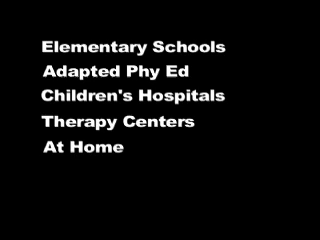 Elementary Schools
Adapted Phy Ed
Children's Hospitals
Therapy Centers
At Home